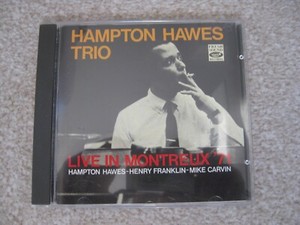 HAMPTON HAWES
TRIO
LIVE IN MONTREUX '71
HAMPTON HAWES-HENRY FRANKLIN-MIKE CARVIN